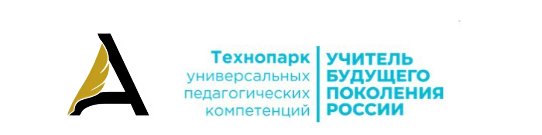 Технопарк
универсальных
педагогических
компетенций
УЧИТЕЛЬ
БУДУЩЕГО
ПОКОЛЕНИЯ
РОССИИ